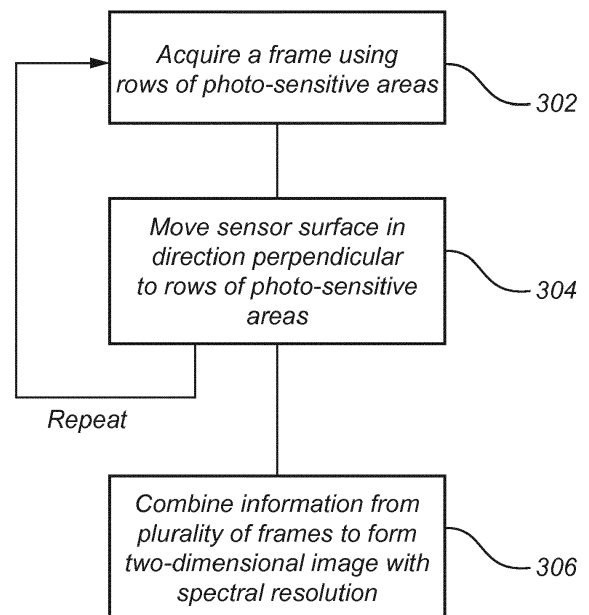 Acquire a frame using
rows of photo-sensitive areas
302
Move sensor surface in
direction perpendicular
to rows of photo-sensitive
areas
304
Repeat
Combine information from
plurality of frames to form
two-dimensional image with
spectral resolution
306